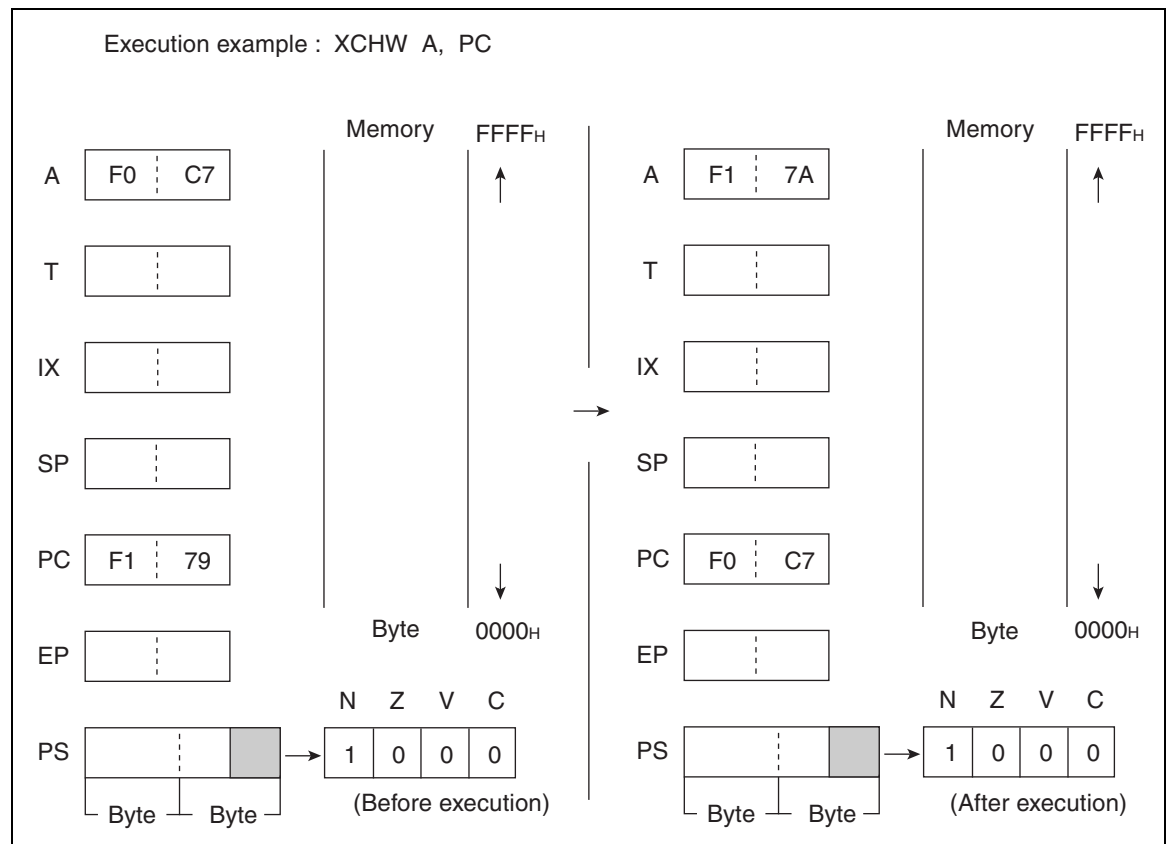 Execution example : XCHW A, PC
Memory FFFFH
A F0 C7
T
IX
SP
PC F1 79
EP
Byte 0000H
N Z V C
PS 1 0 0 0
Byte Byte (Before execution)
Memory FFFFH
A F1 7A
T
IX
SP
PC F0 C7
EP
Byte 0000H
N Z V C
PS 1 0 0 0
Byte Byte (After execution)